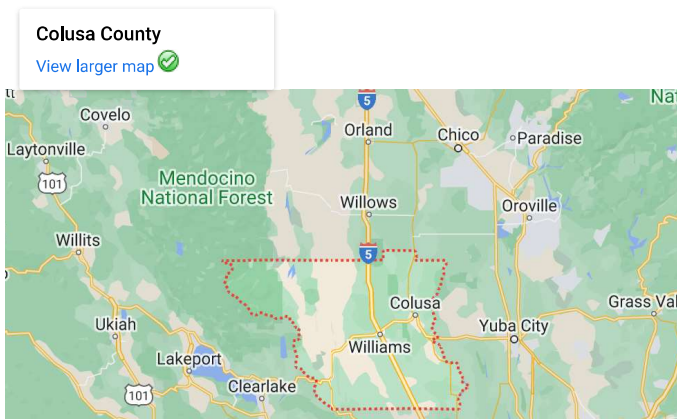 Colusa County
View larger map
5
Covelo
Orland
Chico
Paradise
Laytonville
101
Mendocino
National Forest
Willows
Oroville
Willits
5
Colusa
Grass Val
Ukiah
Yuba City
Williams
Lakeport
Clearlake
101
Nat